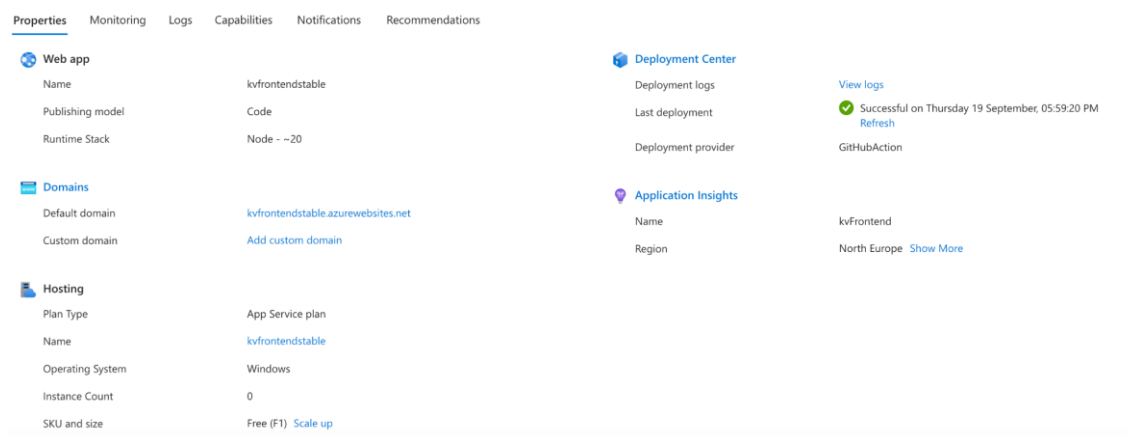 Properties Monitoring Logs Capabilities Notifications Recommendations
Web app
Name kvfrontendstable
Publishing model Code
Runtime Stack Node - ~20
Domains
Default domain kvfrontendstable.azurewebsites.net
Custom domain Add custom domain
Hosting
Plan Type App Service plan
Name kvfrontendstable
Operating System Windows
Instance Count 0
SKU and size Free (F1) Scale up
Deployment Center
Deployment logs View logs
Last deployment Successful on Thursday 19 September, 05:59:20 PM
Refresh
Deployment provider GitHubAction
Application Insights
Name kvFrontend
Region North Europe Show More